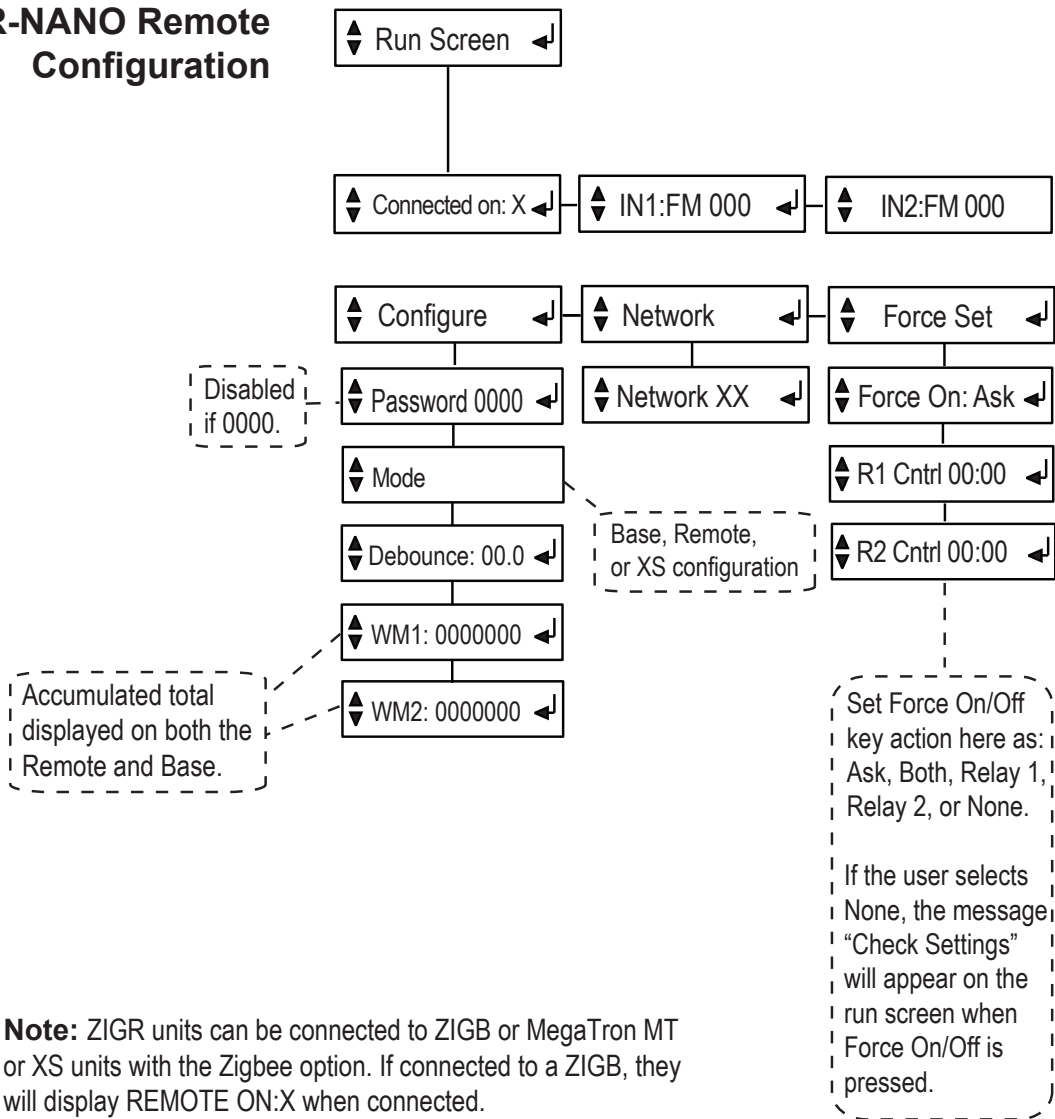 R-NANO Remote
Configuration
Run Screen
Connected on: X
IN1:FM 000
IN2:FM 000
Configure
Network
Force Set
Disabled
if 0000.
Password 0000
Network XX
Force On: Ask
Mode
R1 Cntrl 00:00
Base, Remote,
or XS configuration
Debounce: 00.0
R2 Cntrl 00:00
WM1: 0000000
WM2: 0000000
Accumulated total
displayed on both the
Remote and Base.
Set Force On/Off
key action here as:
Ask, Both, Relay 1,
Relay 2, or None.
If the user selects
None, the message
“Check Settings”
will appear on the
run screen when
Force On/Off is
pressed.
Note: ZIGR units can be connected to ZIGB or MegaTron MT
or XS units with the Zigbee option. If connected to a ZIGB, they
will display REMOTE ON:X when connected.